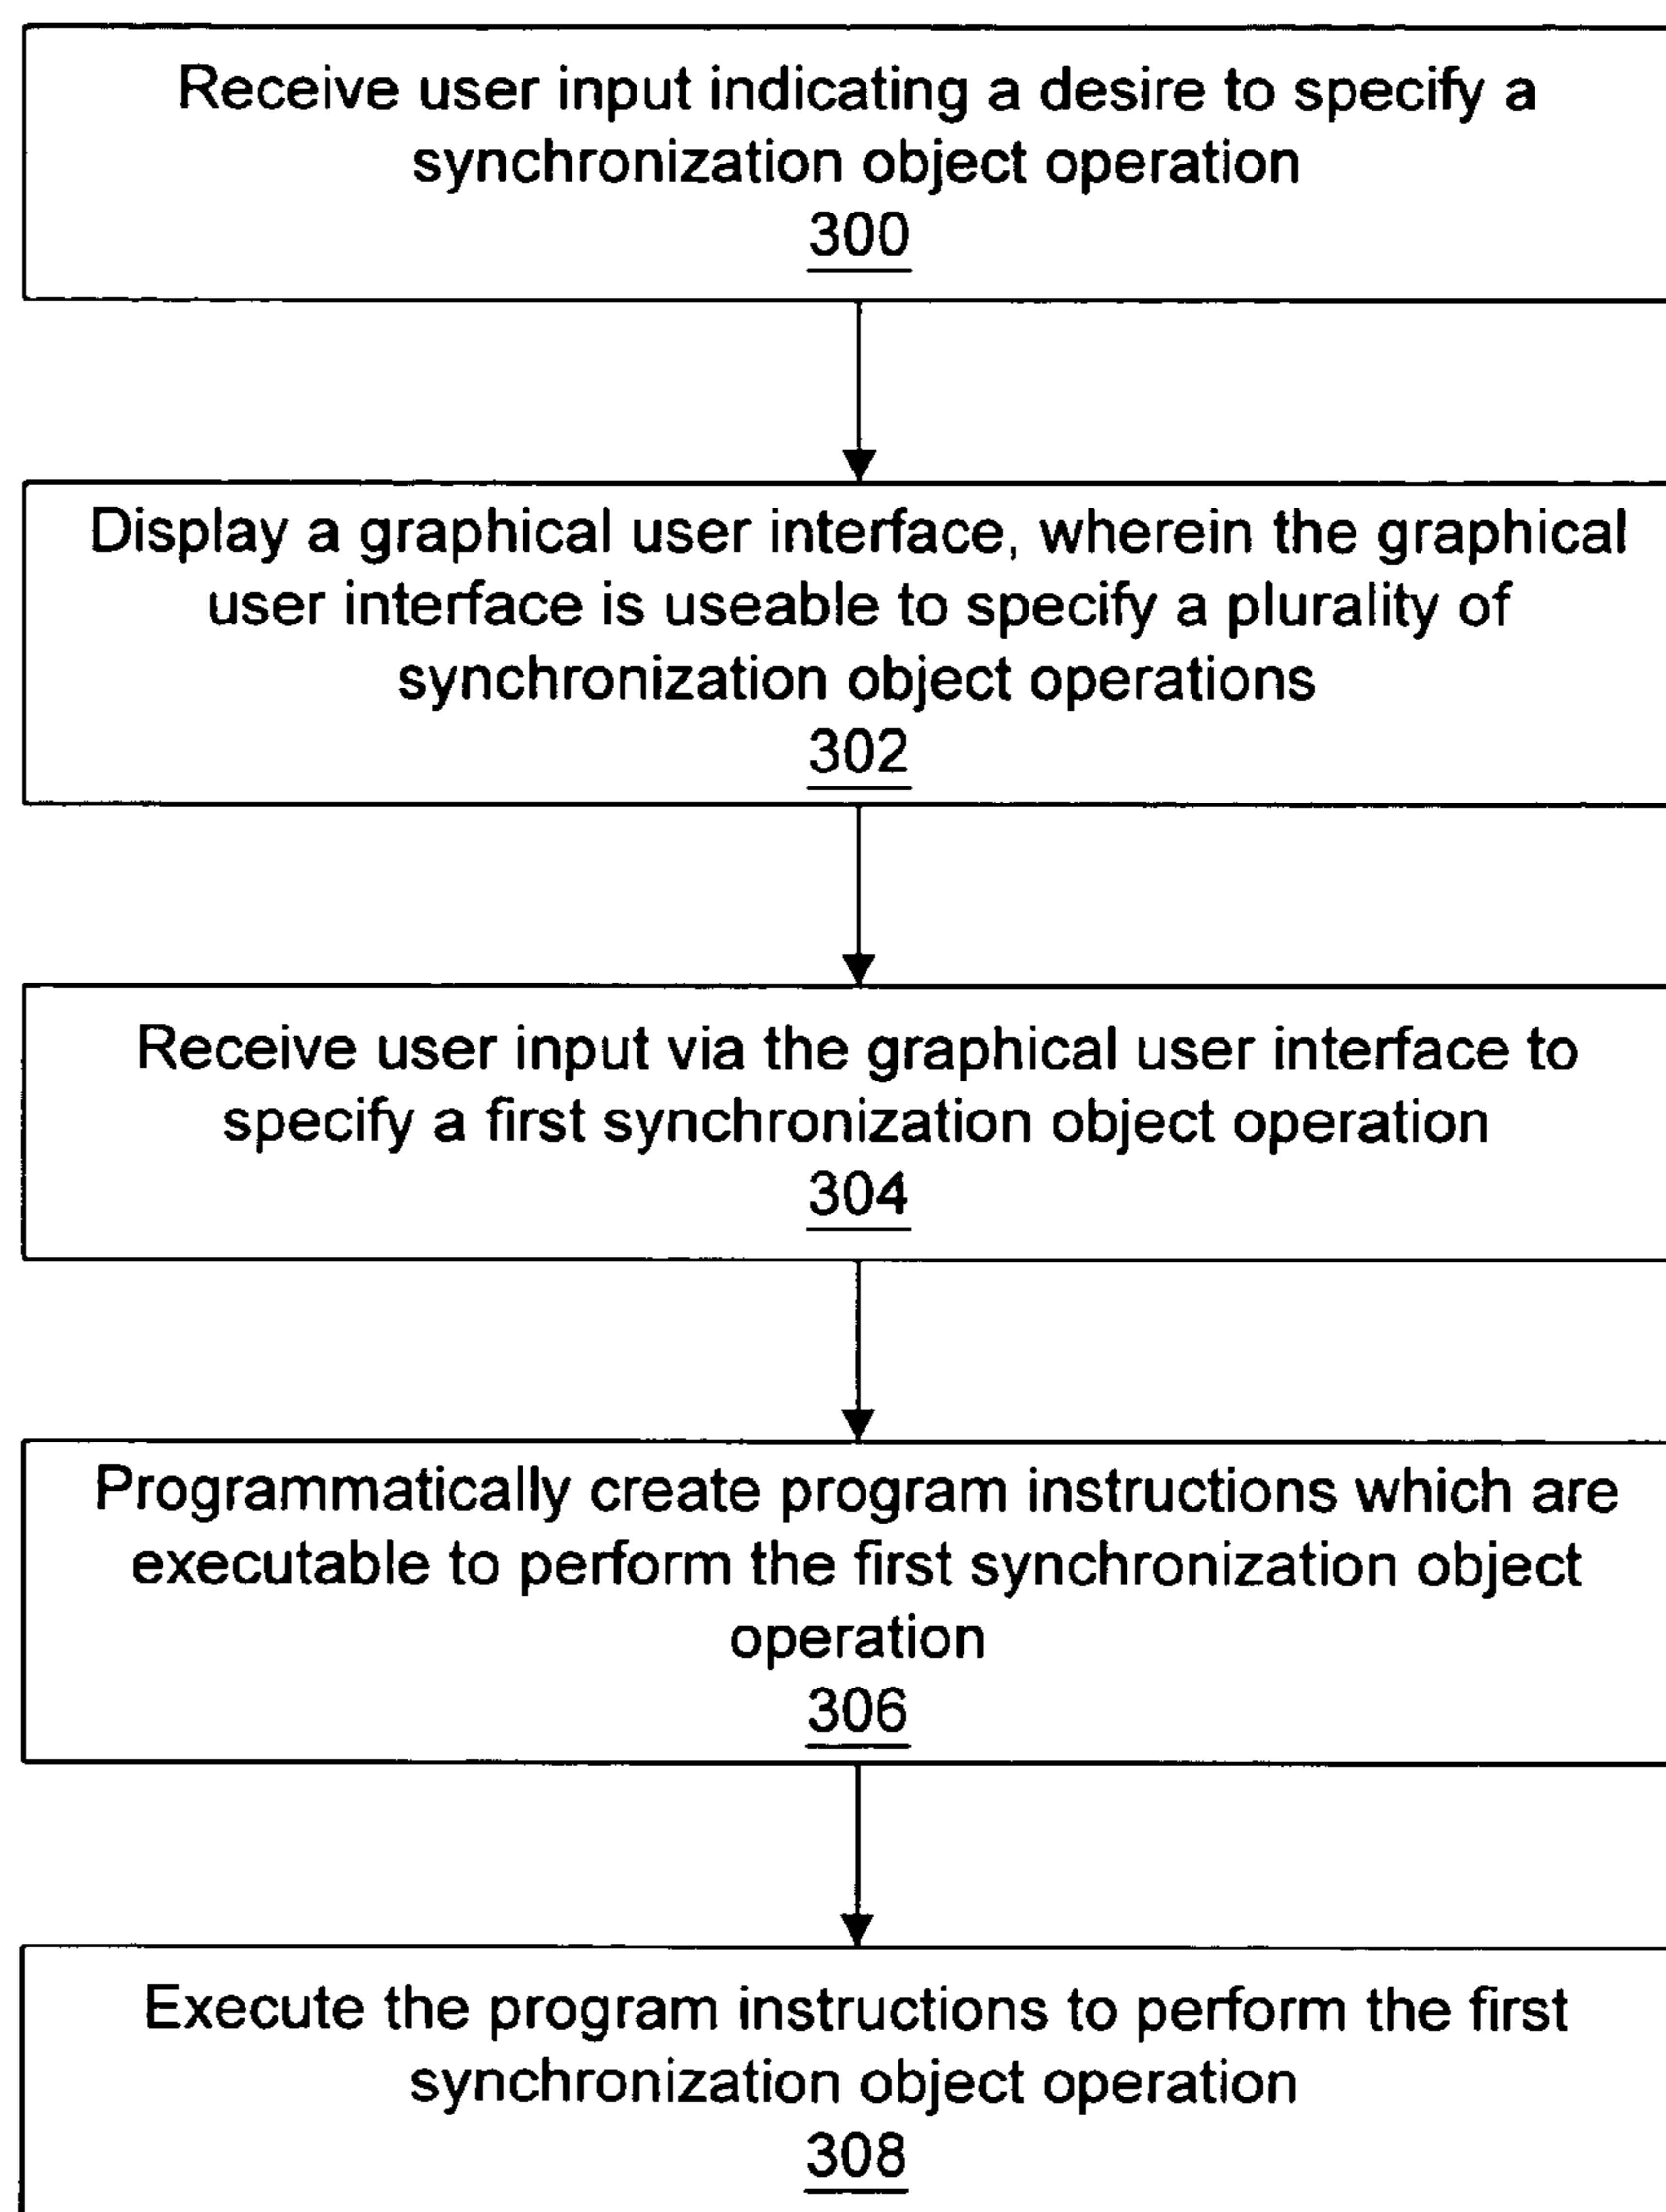 Receive user input indicating a desire to specify a
synchronization object operation
300
Display a graphical user interface, wherein the graphical
user interface is useable to specify a plurality of
synchronization object operations
302
Receive user input via the graphical user interface to
specify a first synchronization object operation
304
Programmatically create program instructions which are
executable to perform the first synchronization object
operation
306
Execute the program instructions to perform the first
synchronization object operation
308